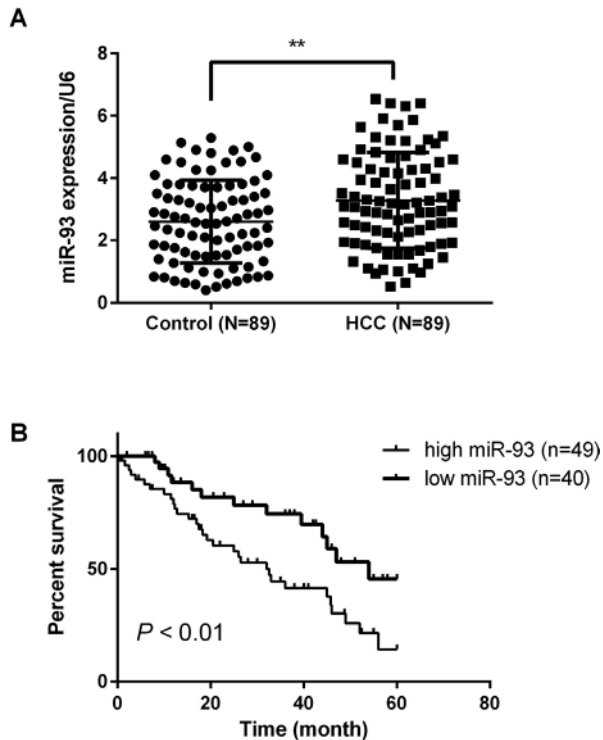 A
**
8
6
4
2
0
miR-93 expression/U6
Control (N=89)
HCC (N=89)
B
high miR-93 (n=49)
low miR-93 (n=40)
100
50
0
Percent survival
P < 0.01
0
20
40
60
80
Time (month)